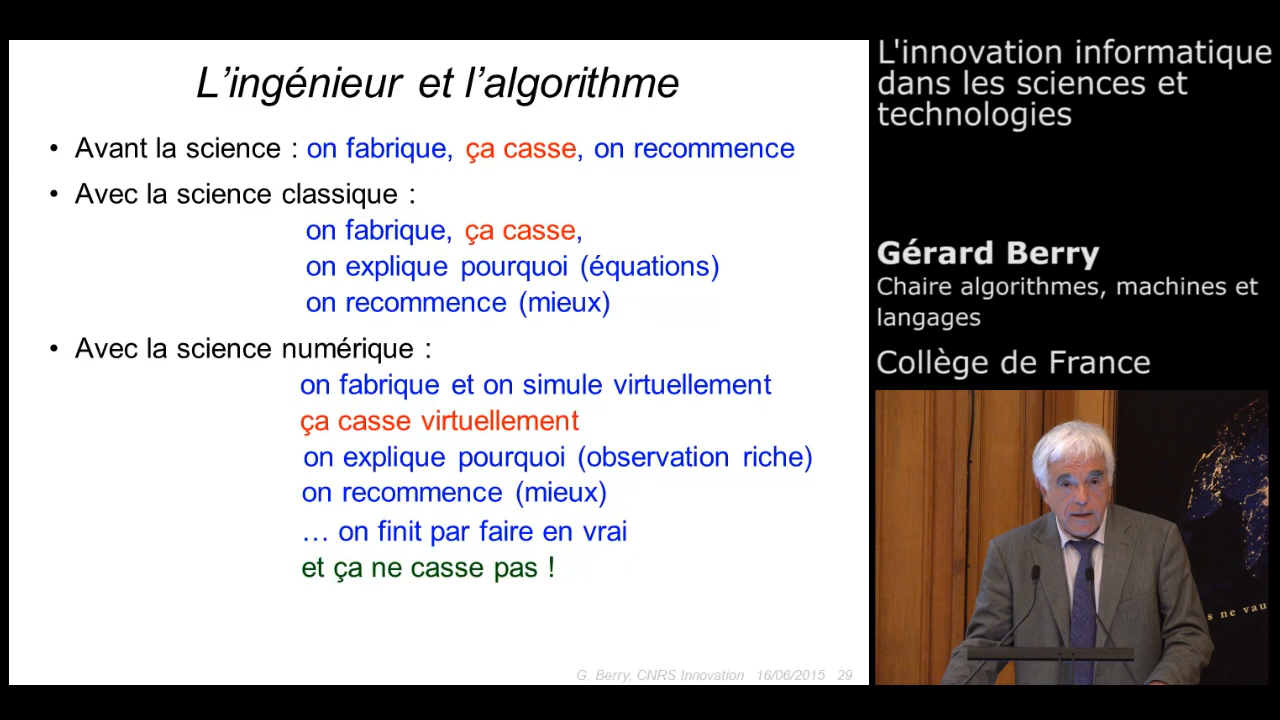 L'ingénieur et l'algorithme
• Avant la science : on fabrique, ça casse, on recommence
• Avec la science classique :
on fabrique, ça casse,
on explique pourquoi (équations)
on recommence (mieux)
• Avec la science numérique :
on fabrique et on simule virtuellement
ça casse virtuellement
on explique pourquoi (observation riche)
on recommence (mieux)
… on finit par faire en vrai
et ça ne casse pas !
G. Berry, CNRS Innovation 16/06/2015 29
L'innovation informatique
dans les sciences et
technologies
Gérard Berry
Chaire algorithmes, machines et
langages
Collège de France
ne vau